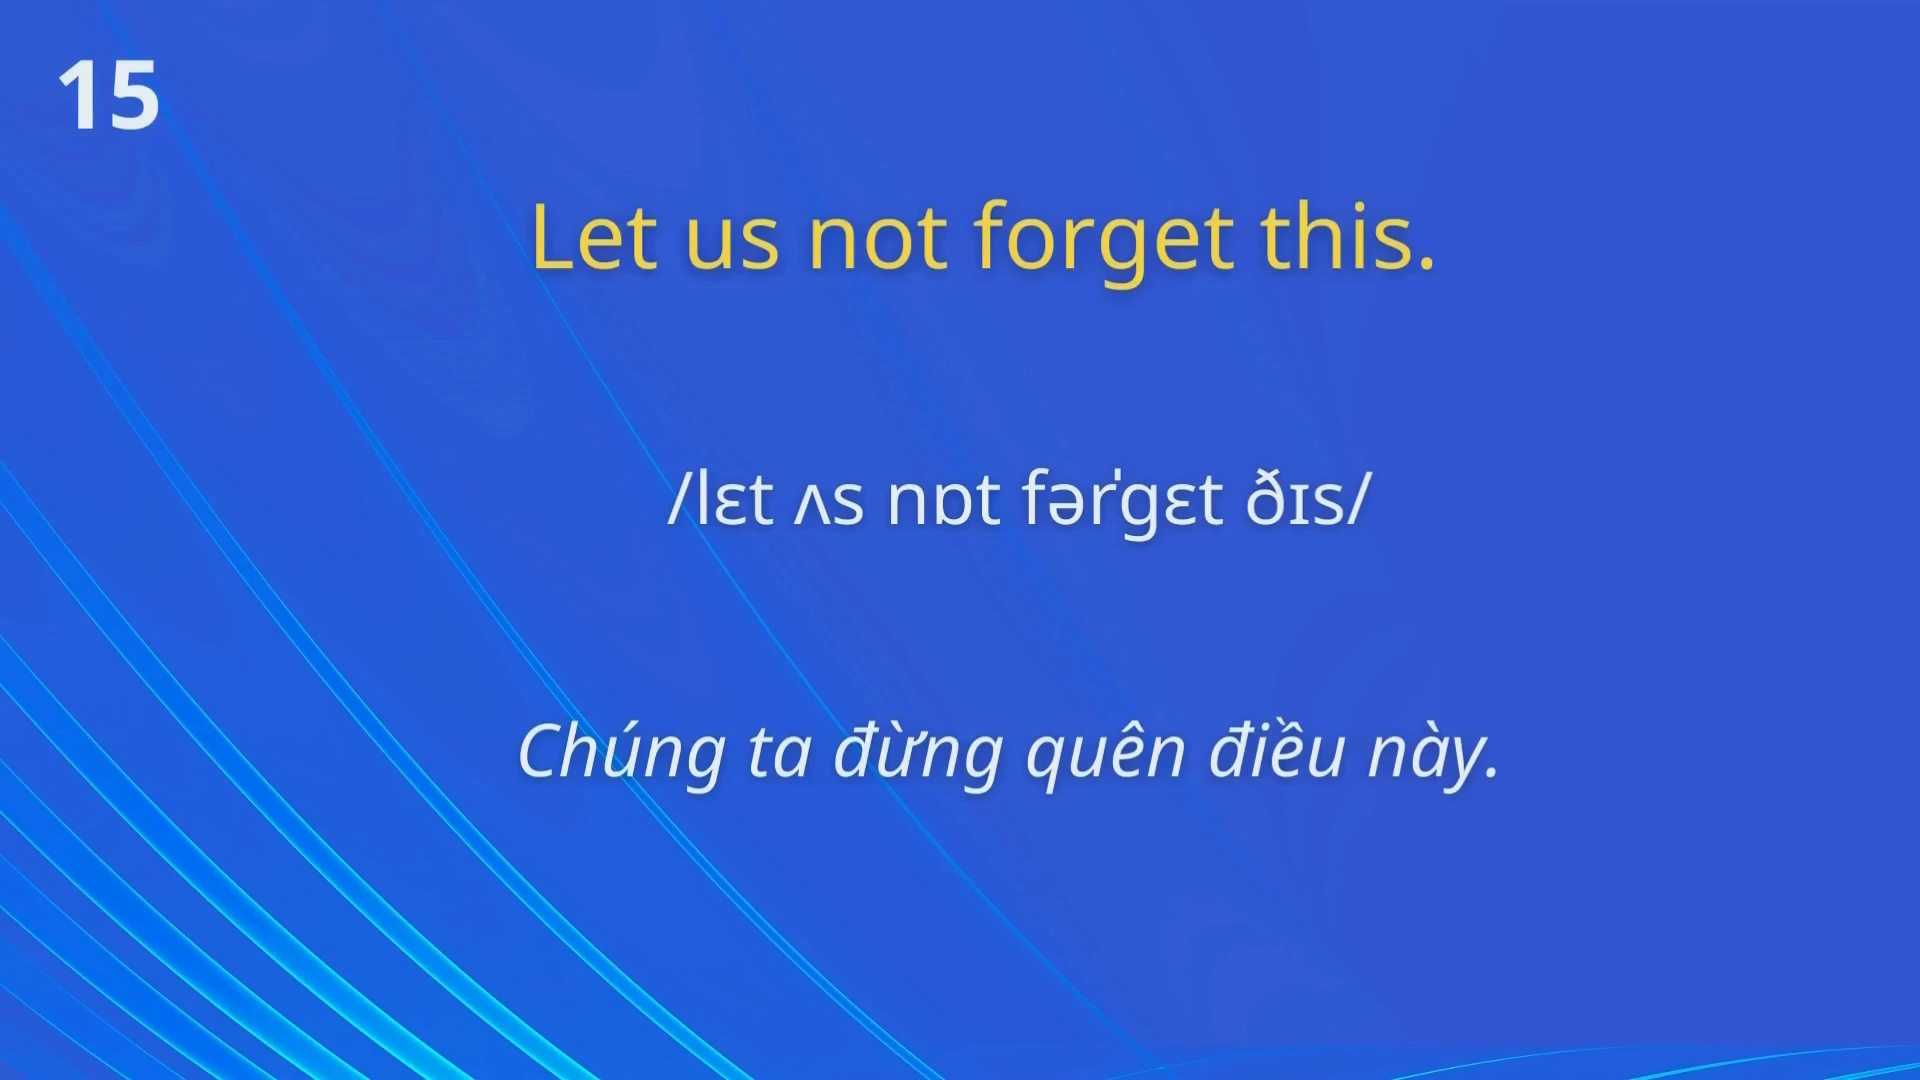 15
Let us not forget this.
/lɛt ʌs nɒt fərˈgɛt ðɪs/
Chúng ta đừng quên điều này.